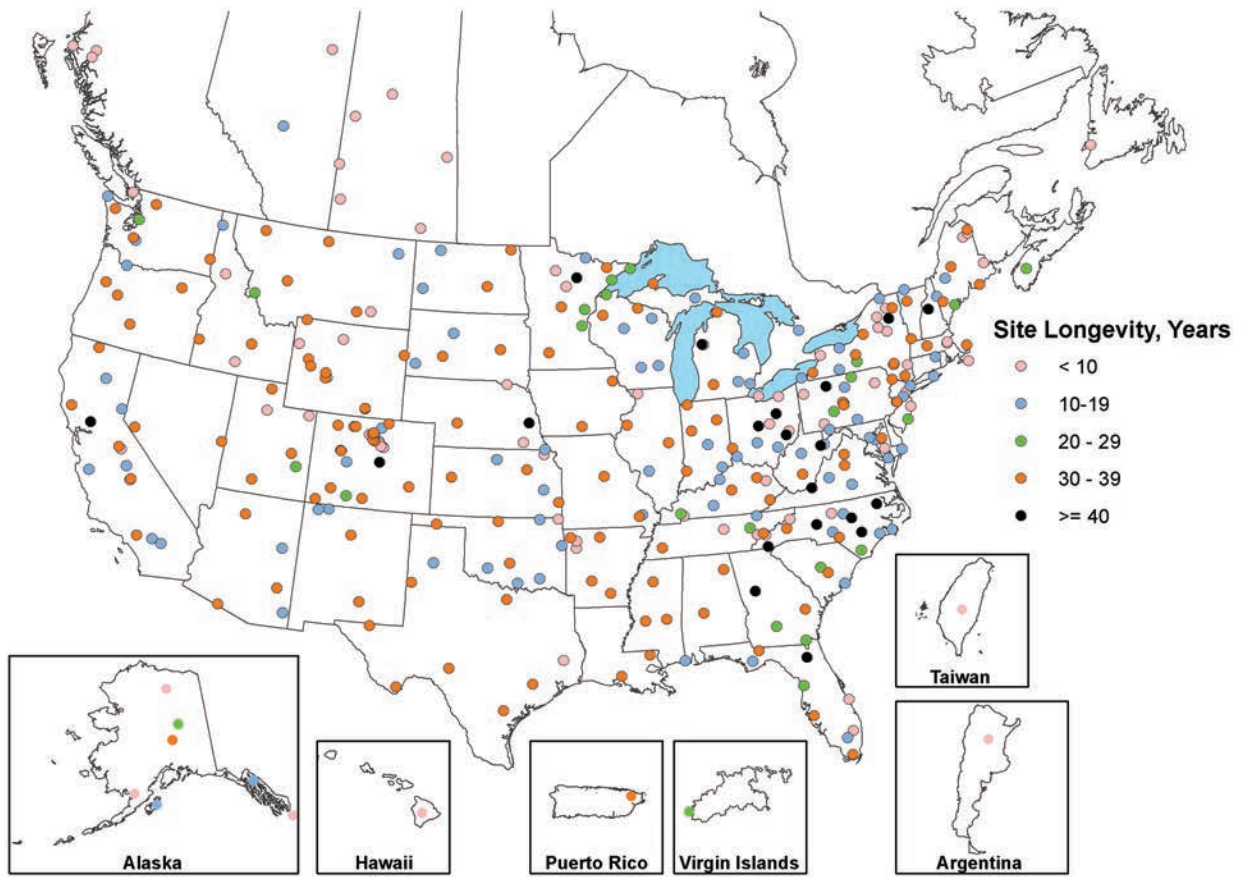 Site Longevity, Years
< 10
10-19
20 - 29
30 - 39
>= 40
Taiwan
Alaska
Hawaii
Puerto Rico
Virgin Islands
Argentina